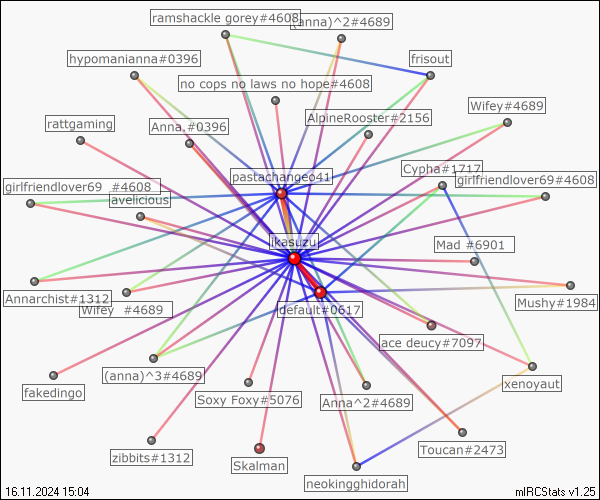 ramshackle gorey#4608
(anna)^2#4689
hypomanianna#0396
frisout
no cops no laws no hope#4608
Wifey#4689
rattgaming
Anna,#0396
AlpineRooster#2156
pastachangeo41
Cypha#1717
girlfriendlover69__#4608
avelicious
girlfriendlover69#4608
ikasuzu
Mad_#6901
Annarchist#1312
Wifey__#4689
default#0617
Mushy#1984
ace deucy#7097
(anna)^3#4689
xenoyaut
fakedingo
Soxy Foxy#5076
Anna^2#4689
zibbits#1312
Skalman
Toucan#2473
neokingghidorah
16.11.2024 15:04
mIRCStats v1.25